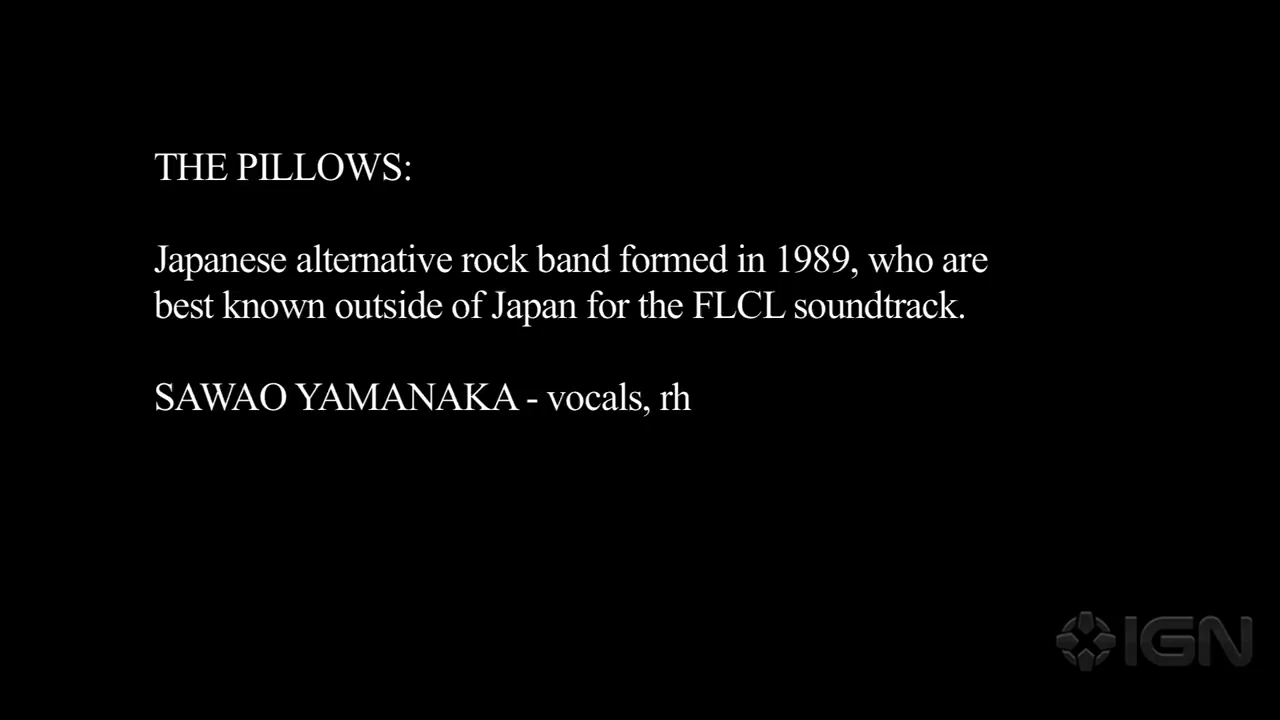 THE PILLOWS:
Japanese alternative rock band formed in 1989, who are
best known outside of Japan for the FLCL soundtrack.
SAWAO YAMANAKA - vocals, rh
IGN